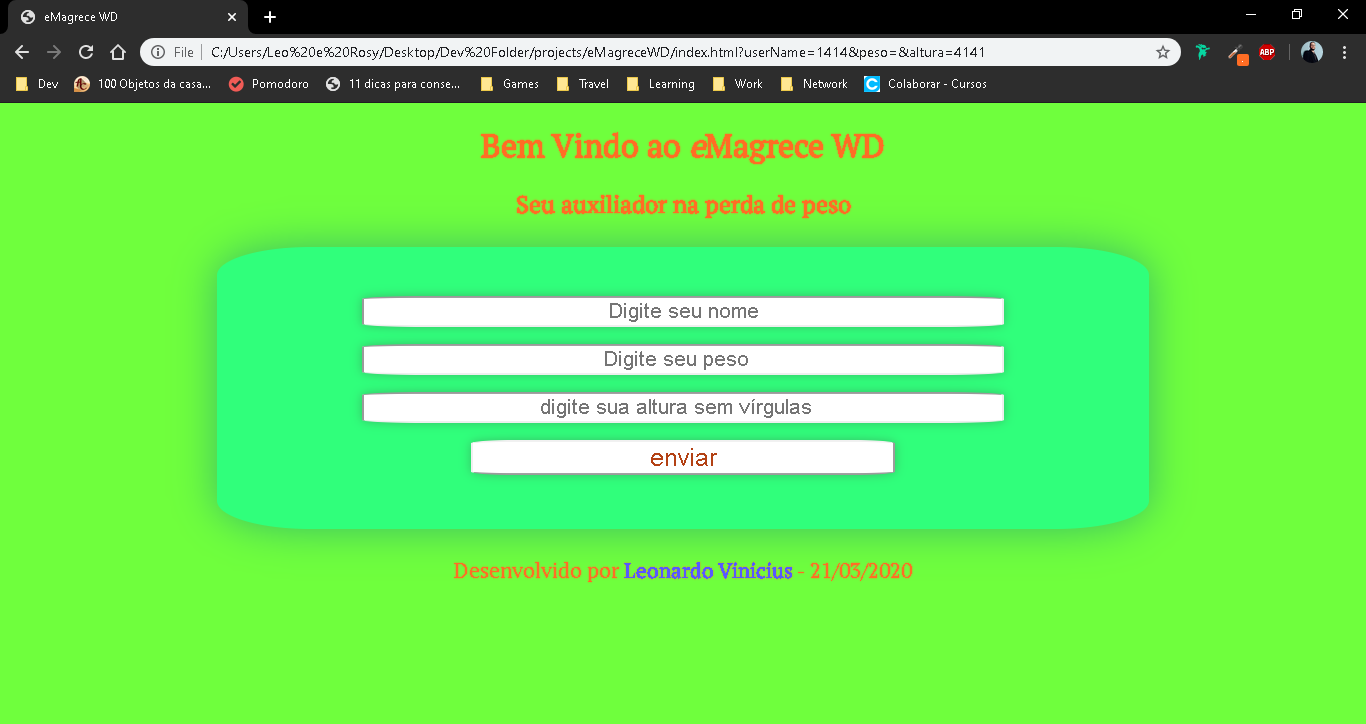 eMagrece WD
File
C:/Users/Leo%20e%20Rosy/Desktop/Dev%20Folder/projects/eMagreceWD/index.html?userName=1414&peso=&altura=4141
ABP
Dev 100 Objetos da casa... Pomodoro 11 dicas para conse... Games Travel Learning Work Network C Colaborar - Cursos
Bem Vindo ao eMagrece WD
Seu auxiliador na perda de peso
Digite seu nome
Digite seu peso
digite sua altura sem vírgulas
enviar
Desenvolvido por Leonardo Vinicius - 21/03/2020